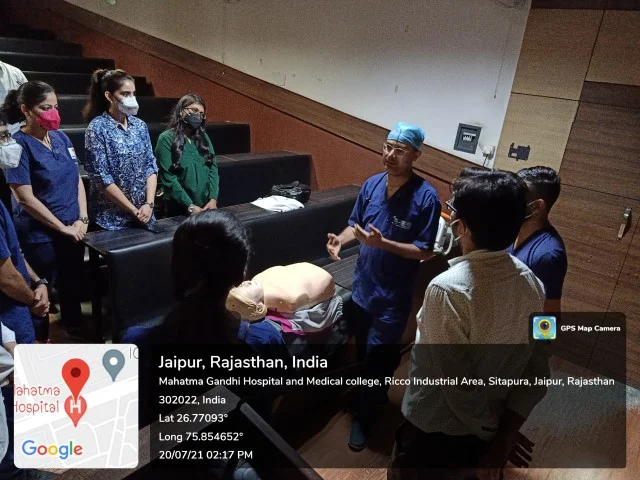 GPS Map Camera
Jaipur, Rajasthan, India
Mahatma Gandhi Hospital and Medical college, Ricco Industrial Area, Sitapura, Jaipur, Rajasthan
302022, India
Lat 26.77093°
Long 75.854652°
20/07/21 02:17 PM
Hospital
H
Google